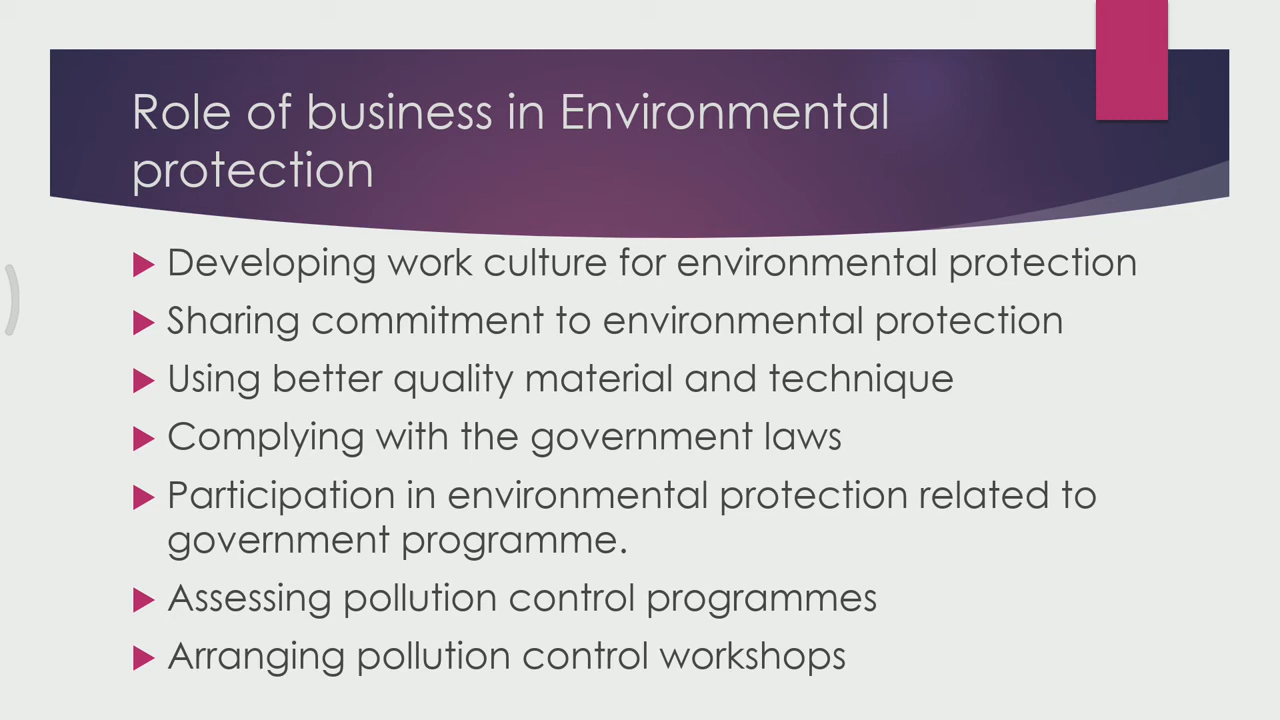 Role of business in Environmental
protection
Developing work culture for environmental protection
Sharing commitment to environmental protection
Using better quality material and technique
Complying with the government laws
Participation in environmental protection related to
government programme.
Assessing pollution control programmes
Arranging pollution control workshops